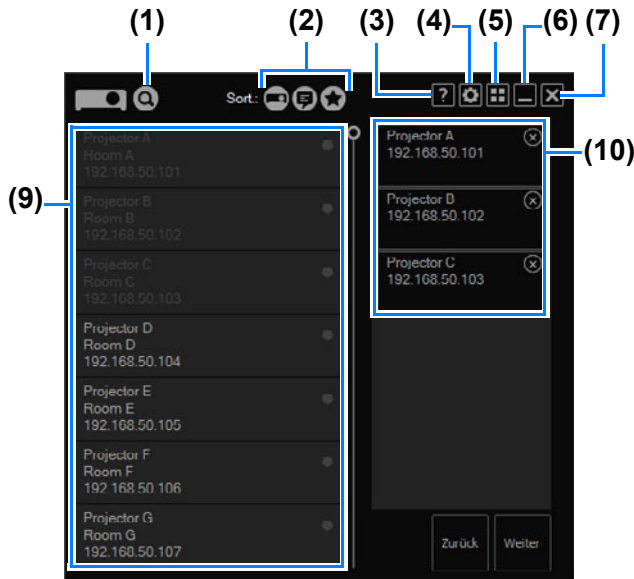 (1) (2) (3) (4) (5) (6) (7)
Sort.: ?
(9)
Projector A
Room A
192.168.50.101
Projector B
Room B
192.168.50.102
Projector C
Room C
192.168.50.103
Projector D
Room D
192.168.50.104
Projector E
Room E
192.168.50.105
Projector F
Room F
192.168.50.106
Projector G
Room G
192.168.50.107
(10)
Projector A
192.168.50.101
Projector B
192.168.50.102
Projector C
192.168.50.103
Zurück Weiter